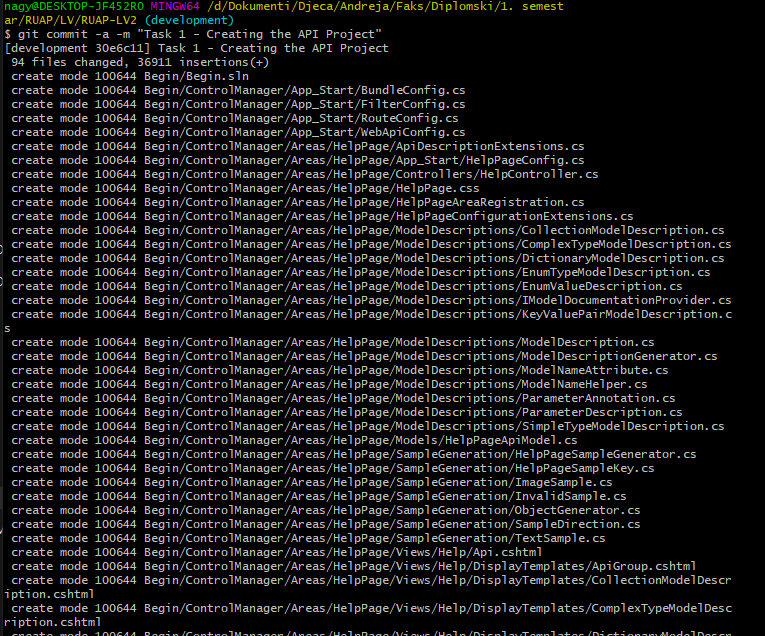 nagy@DESKTOP-JF452R0 MINGW64 /d/Dokumenti/Djeca/Andreja/Faks/Diplomski/1. semest
ar/RUAP/LV/RUAP-LV2 (development)
$ git commit -a -m "Task 1 - Creating the API Project"
[development 30e6c11] Task 1 - Creating the API Project
 94 files changed, 36911 insertions(+)
 create mode 100644 Begin/Begin.sln
 create mode 100644 Begin/ControlManager/App_Start/BundleConfig.cs
 create mode 100644 Begin/ControlManager/App_Start/FilterConfig.cs
 create mode 100644 Begin/ControlManager/App_Start/RouteConfig.cs
 create mode 100644 Begin/ControlManager/App_Start/WebApiConfig.cs
 create mode 100644 Begin/ControlManager/Areas/HelpPage/ApiDescriptionExtensions.cs
 create mode 100644 Begin/ControlManager/Areas/HelpPage/App_Start/HelpPageConfig.cs
 create mode 100644 Begin/ControlManager/Areas/HelpPage/Controllers/HelpController.cs
 create mode 100644 Begin/ControlManager/Areas/HelpPage/HelpPage.css
 create mode 100644 Begin/ControlManager/Areas/HelpPage/HelpPageAreaRegistration.cs
 create mode 100644 Begin/ControlManager/Areas/HelpPage/HelpPageConfigurationExtensions.cs
 create mode 100644 Begin/ControlManager/Areas/HelpPage/ModelDescriptions/CollectionModelDescription.cs
 create mode 100644 Begin/ControlManager/Areas/HelpPage/ModelDescriptions/ComplexTypeModelDescription.cs
 create mode 100644 Begin/ControlManager/Areas/HelpPage/ModelDescriptions/DictionaryModelDescription.cs
 create mode 100644 Begin/ControlManager/Areas/HelpPage/ModelDescriptions/EnumTypeModelDescription.cs
 create mode 100644 Begin/ControlManager/Areas/HelpPage/ModelDescriptions/EnumValueDescription.cs
 create mode 100644 Begin/ControlManager/Areas/HelpPage/ModelDescriptions/IModelDocumentationProvider.cs
 create mode 100644 Begin/ControlManager/Areas/HelpPage/ModelDescriptions/KeyValuePairModelDescription.c
s
 create mode 100644 Begin/ControlManager/Areas/HelpPage/ModelDescriptions/ModelDescription.cs
 create mode 100644 Begin/ControlManager/Areas/HelpPage/ModelDescriptions/ModelDescriptionGenerator.cs
 create mode 100644 Begin/ControlManager/Areas/HelpPage/ModelDescriptions/ModelNameAttribute.cs
 create mode 100644 Begin/ControlManager/Areas/HelpPage/ModelDescriptions/ModelNameHelper.cs
 create mode 100644 Begin/ControlManager/Areas/HelpPage/ModelDescriptions/ParameterAnnotation.cs
 create mode 100644 Begin/ControlManager/Areas/HelpPage/ModelDescriptions/ParameterDescription.cs
 create mode 100644 Begin/ControlManager/Areas/HelpPage/ModelDescriptions/SimpleTypeModelDescription.cs
 create mode 100644 Begin/ControlManager/Areas/HelpPage/Models/HelpPageApiModel.cs
 create mode 100644 Begin/ControlManager/Areas/HelpPage/SampleGeneration/HelpPageSampleGenerator.cs
 create mode 100644 Begin/ControlManager/Areas/HelpPage/SampleGeneration/HelpPageSampleKey.cs
 create mode 100644 Begin/ControlManager/Areas/HelpPage/SampleGeneration/ImageSample.cs
 create mode 100644 Begin/ControlManager/Areas/HelpPage/SampleGeneration/InvalidSample.cs
 create mode 100644 Begin/ControlManager/Areas/HelpPage/SampleGeneration/ObjectGenerator.cs
 create mode 100644 Begin/ControlManager/Areas/HelpPage/SampleGeneration/SampleDirection.cs
 create mode 100644 Begin/ControlManager/Areas/HelpPage/SampleGeneration/TextSample.cs
 create mode 100644 Begin/ControlManager/Areas/HelpPage/Views/Help/Api.cshtml
 create mode 100644 Begin/ControlManager/Areas/HelpPage/Views/Help/DisplayTemplates/ApiGroup.cshtml
 create mode 100644 Begin/ControlManager/Areas/HelpPage/Views/Help/DisplayTemplates/CollectionModelDescr
iption.cshtml
 create mode 100644 Begin/ControlManager/Areas/HelpPage/Views/Help/DisplayTemplates/ComplexTypeModelDesc
ription.cshtml
 create mode 100644 Begin/ControlManager/Areas/HelpPage/Views/Help/DisplayTemplates/DictionaryModelDescr